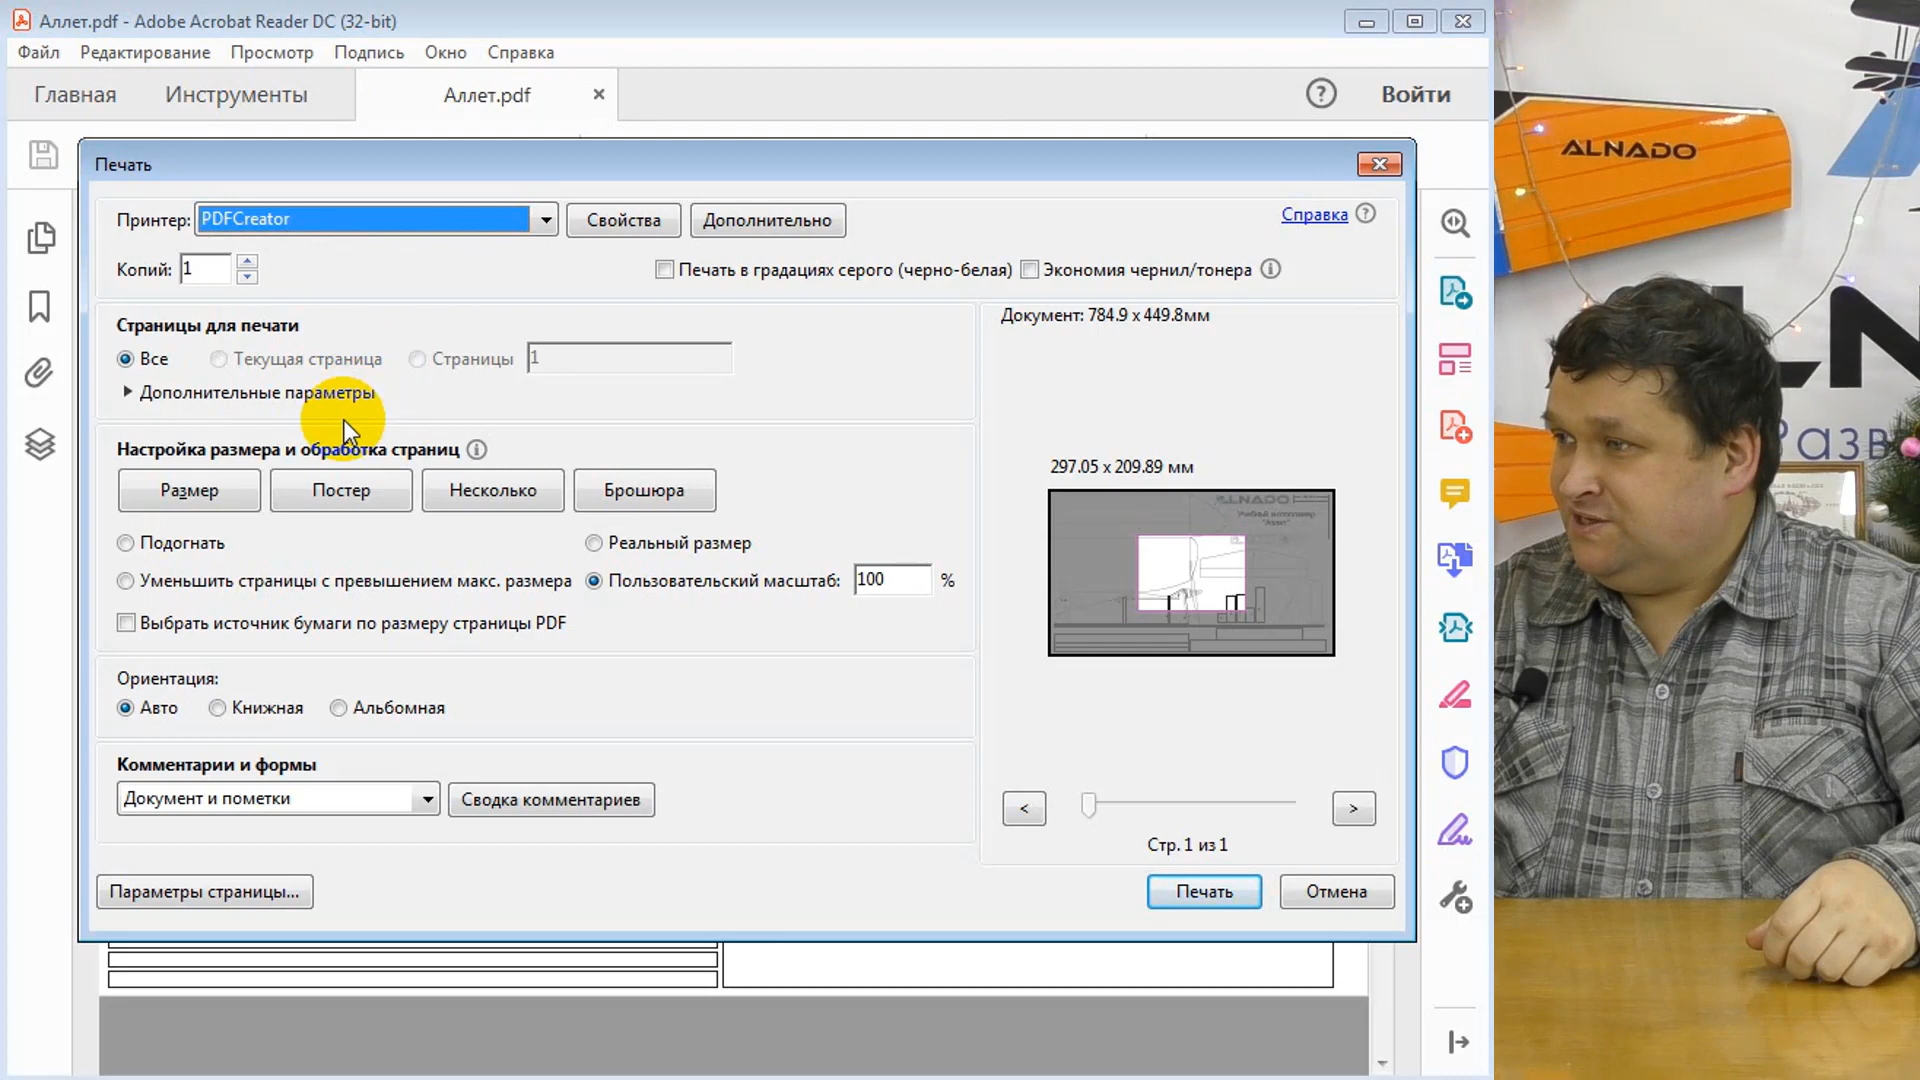 Аллет.pdf - Adobe Acrobat Reader DC (32-bit)
Файл Редактирование Просмотр Подпись Окно Справка
Главная Инструменты Аллет.pdf Войти
Печать
Принтер: PDFCreator Свойства Дополнительно Справка
Копий: 1 Печать в градациях серого (черно-белая) Экономия чернил/тонера
Страницы для печати
Все Текущая страница Страницы 1
Дополнительные параметры
Настройка размера и обработка страниц
Размер Постер Несколько Брошюра
Подогнать Реальный размер
Уменьшить страницы с превышением макс. размера Пользовательский масштаб: 100 %
Выбрать источник бумаги по размеру страницы PDF
Ориентация:
Авто Книжная Альбомная
Комментарии и формы
Документ и пометки Сводка комментариев
Параметры страницы...
Документ: 784.9 x 449.8мм
297.05 x 209.89 мм
ALNADO
< >
Стр. 1 из 1
Печать Отмена
ALNADO